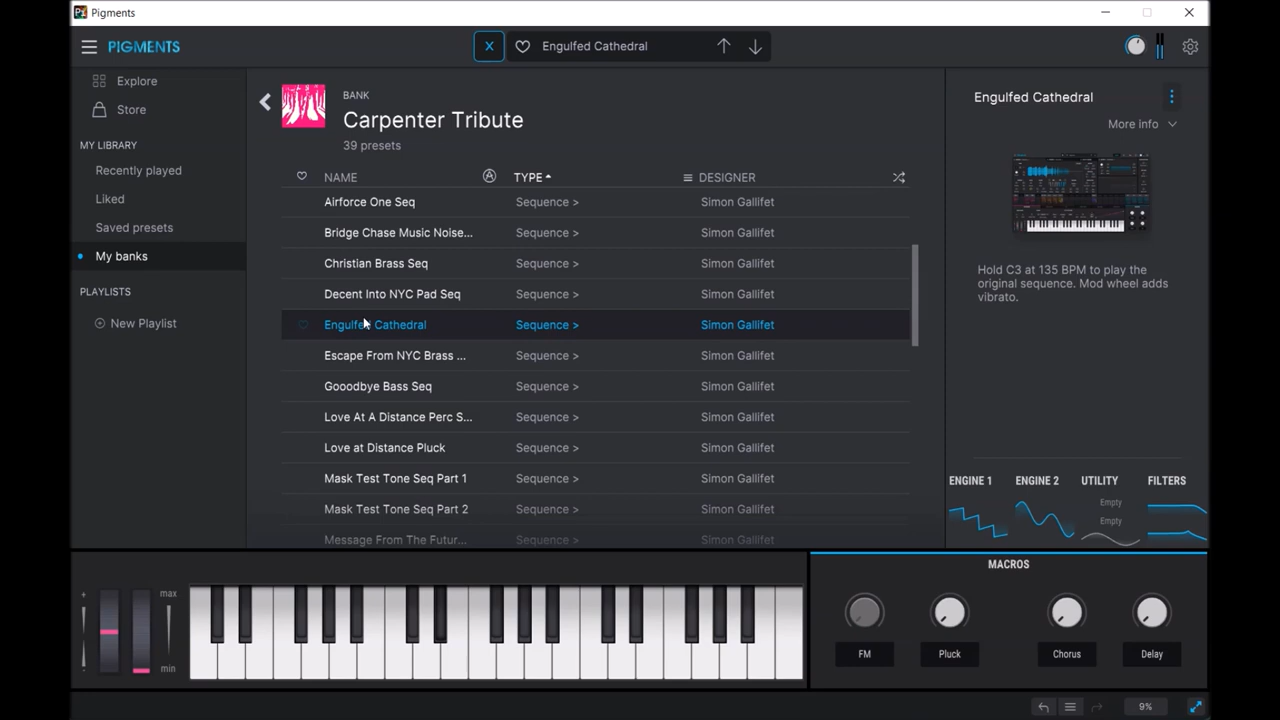 Pigments
PIGMENTS
X
Engulfed Cathedral
Explore
Store
MY LIBRARY
Recently played
Liked
Saved presets
My banks
PLAYLISTS
New Playlist
BANK
Carpenter Tribute
39 presets
NAME
TYPE
DESIGNER
Airforce One Seq
Sequence >
Simon Gallifet
Bridge Chase Music Noise...
Sequence >
Simon Gallifet
Christian Brass Seq
Sequence >
Simon Gallifet
Decent Into NYC Pad Seq
Sequence >
Simon Gallifet
Engulfed Cathedral
Sequence >
Simon Gallifet
Escape From NYC Brass ...
Sequence >
Simon Gallifet
Gooodbye Bass Seq
Sequence >
Simon Gallifet
Love At A Distance Perc S...
Sequence >
Simon Gallifet
Love at Distance Pluck
Sequence >
Simon Gallifet
Mask Test Tone Seq Part 1
Sequence >
Simon Gallifet
Mask Test Tone Seq Part 2
Sequence >
Simon Gallifet
Message From The Futur...
Sequence >
Simon Gallifet
Engulfed Cathedral
More info
Hold C3 at 135 BPM to play the
original sequence. Mod wheel adds
vibrato.
ENGINE 1
ENGINE 2
UTILITY
FILTERS
Empty
Empty
+
-
max
min
MACROS
FM
Pluck
Chorus
Delay
9%